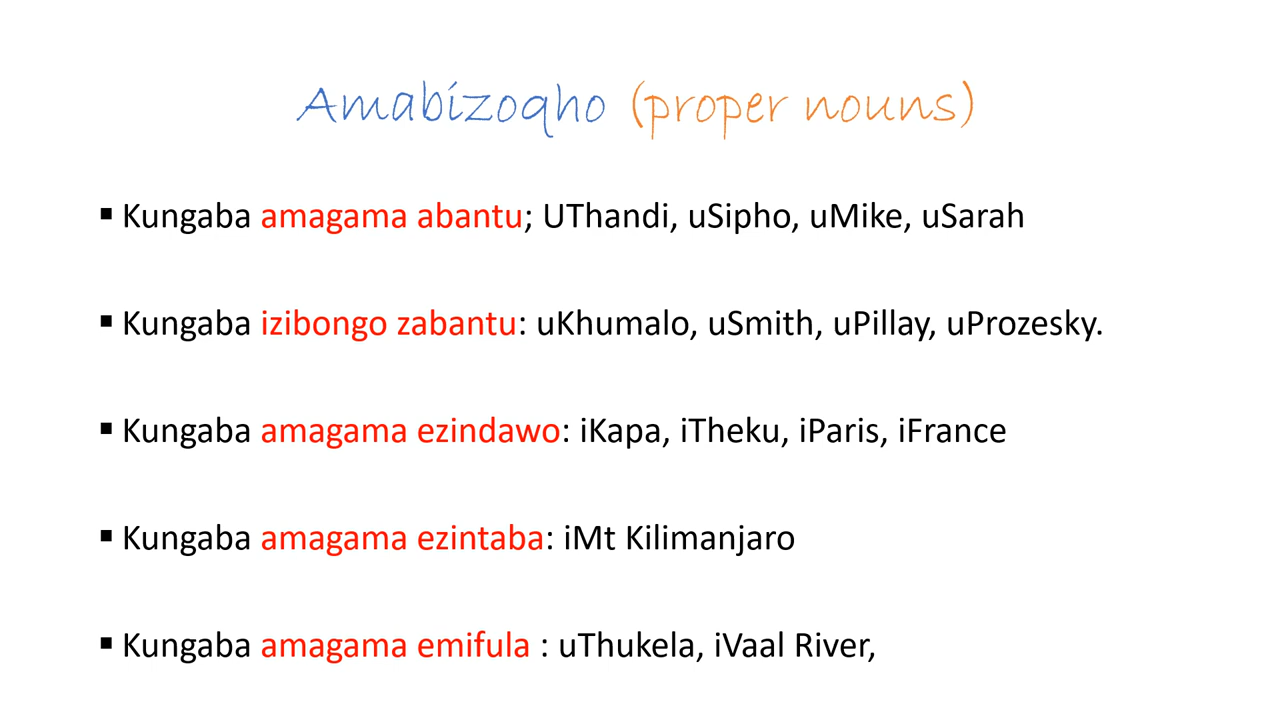 Amabizoqho (proper nouns)
▪ Kungaba amagama abantu; UThandi, uSipho, uMike, uSarah
▪ Kungaba izibongo zabantu: uKhumalo, uSmith, uPillay, uProzesky.
▪ Kungaba amagama ezindawo: iKapa, iTheku, iParis, iFrance
▪ Kungaba amagama ezintaba: iMt Kilimanjaro
▪ Kungaba amagama emifula : uThukela, iVaal River,